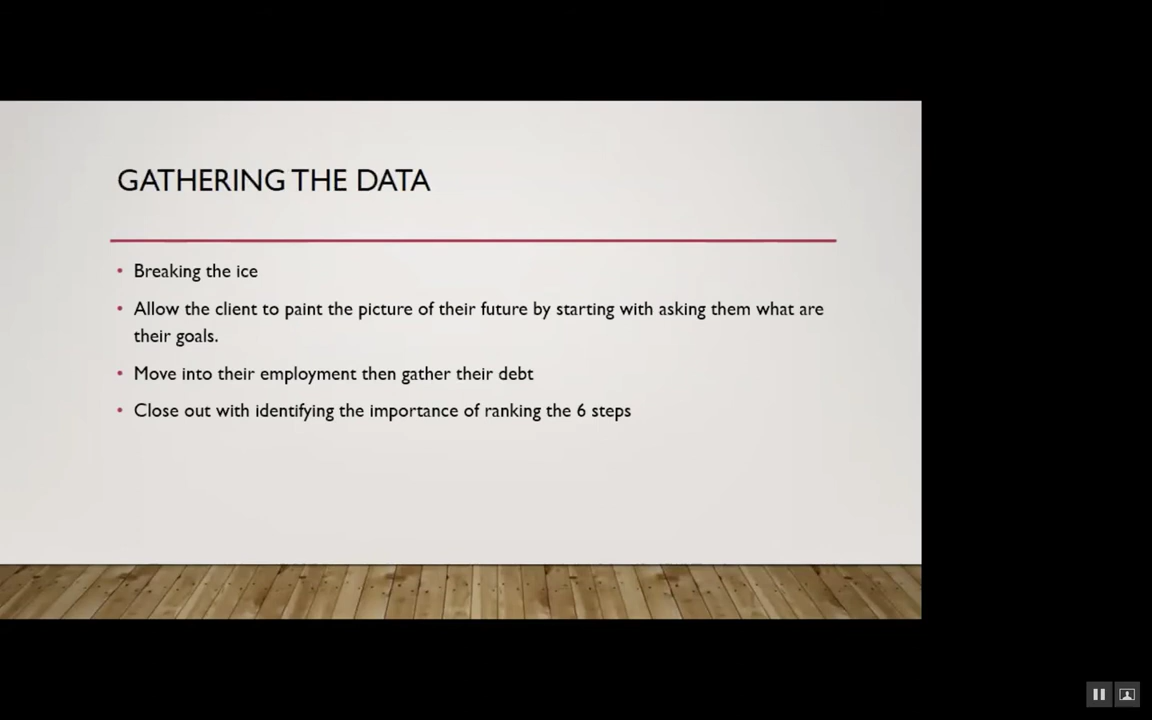 GATHERING THE DATA
• Breaking the ice
• Allow the client to paint the picture of their future by starting with asking them what are
their goals.
• Move into their employment then gather their debt
• Close out with identifying the importance of ranking the 6 steps